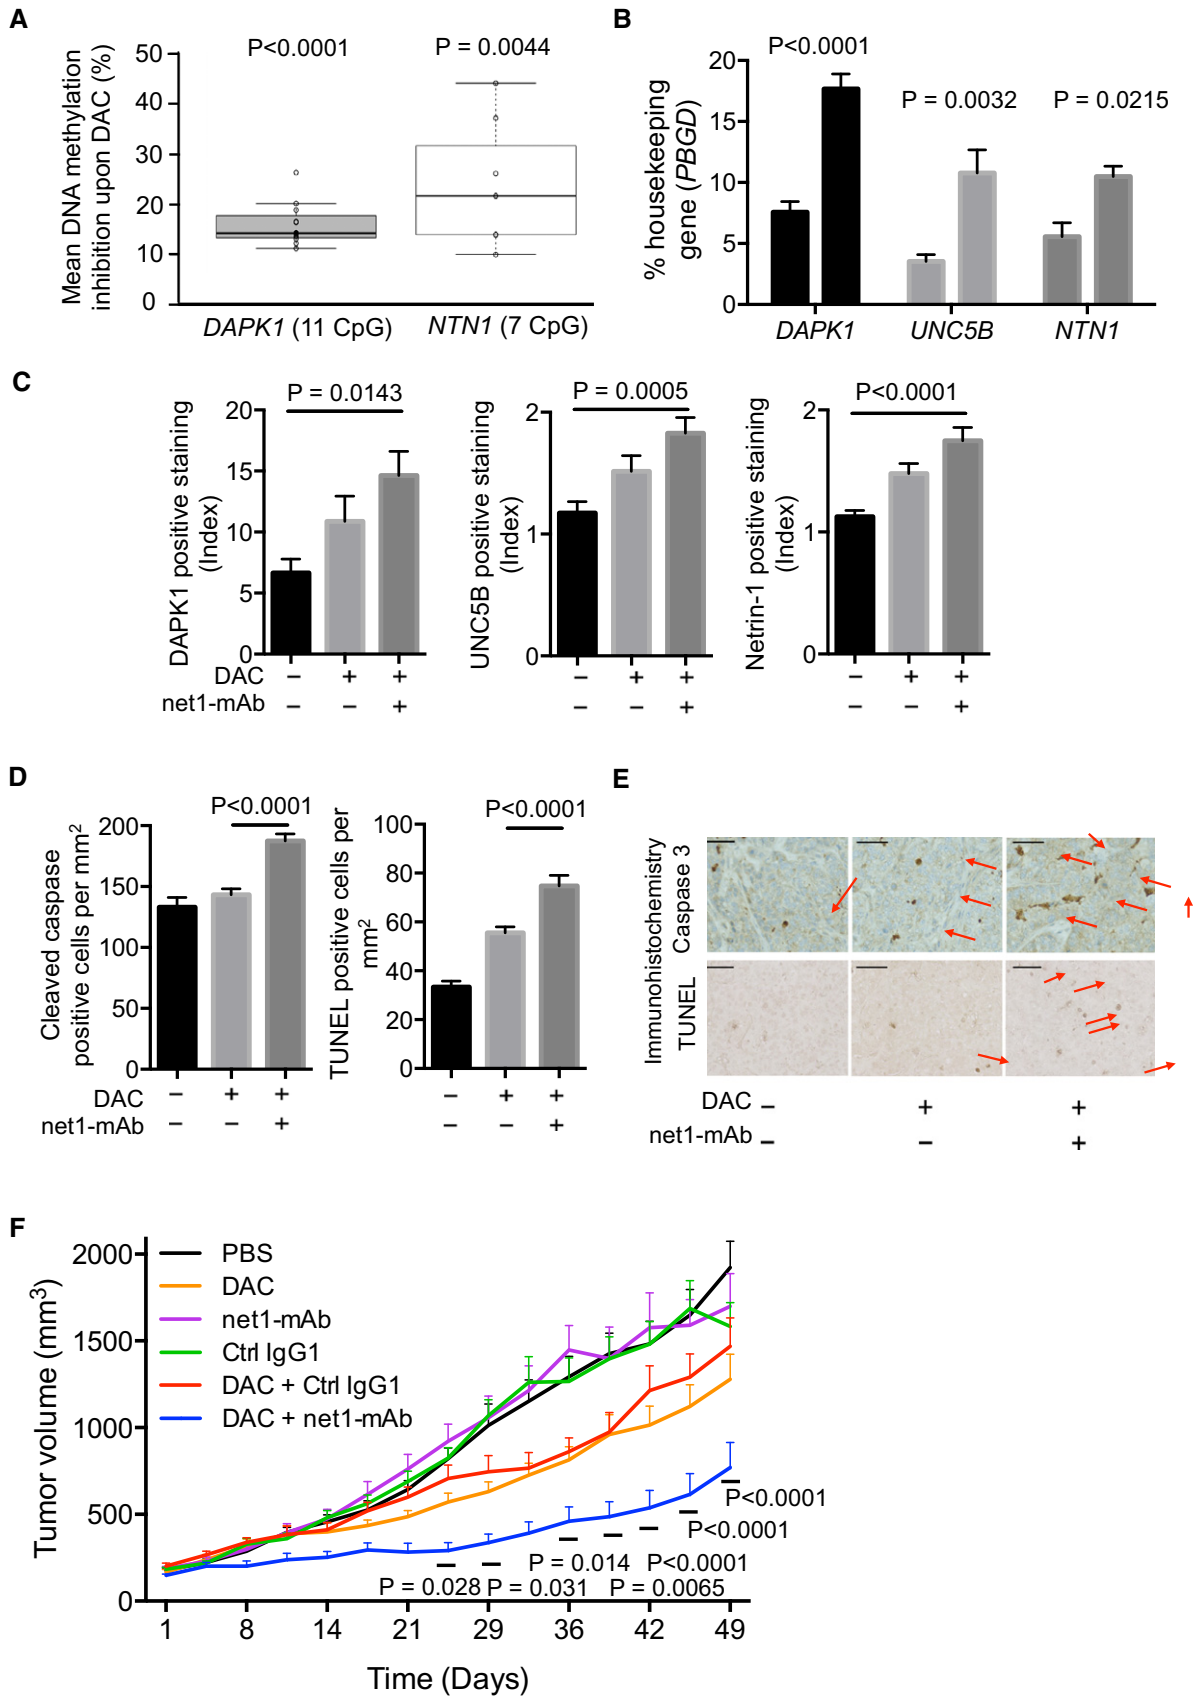 A
P<0.0001
P = 0.0044
Mean DNA methylation
inhibition upon DAC (%)
50
40
30
20
10
0
DAPK1 (11 CpG)
NTN1 (7 CpG)
B
P<0.0001
P = 0.0032
P = 0.0215
% housekeeping
gene (PBGD)
20
15
10
5
0
DAPK1
UNC5B
NTN1
C
P = 0.0143
DAPK1 positive staining
(Index)
20
15
10
5
0
P = 0.0005
UNC5B positive staining
(Index)
2
1
0
P<0.0001
Netrin-1 positive staining
(Index)
2
1
0
DAC − + + − + + − + +
net1-mAb − − + − − + − − +
D
P<0.0001
Cleaved caspase
positive cells per mm2
200
150
100
50
0
P<0.0001
TUNEL positive cells per
mm2
100
80
60
40
20
0
DAC − + + − + +
net1-mAb − − + − − +
E
Immunohistochemistry
Caspase 3
TUNEL
DAC − + +
net1-mAb − − +
F
Tumor volume (mm3)
2000
1500
1000
500
0
PBS
DAC
net1-mAb
Ctrl IgG1
DAC + Ctrl IgG1
DAC + net1-mAb
P<0.0001
P<0.0001
P = 0.014 P<0.0001
P = 0.028 P = 0.031 P = 0.0065
1 8 14 21 29 36 42 49
Time (Days)